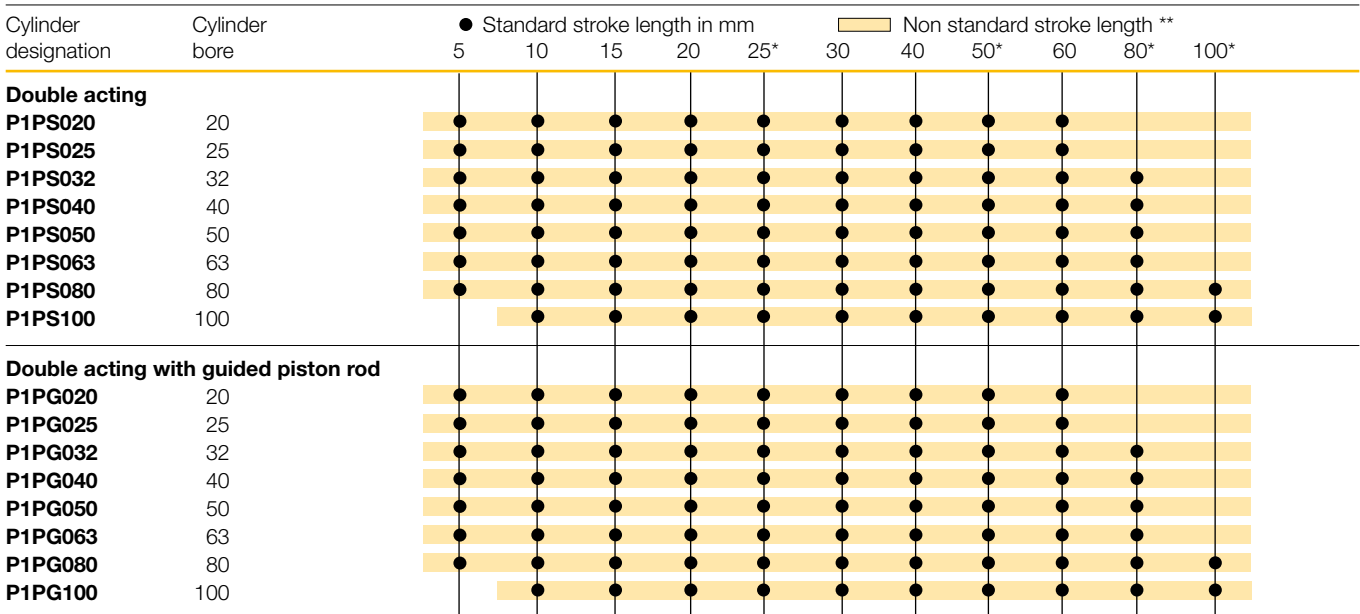 Cylinder Cylinder ● Standard stroke length in mm Non standard stroke length **
designation bore 5 10 15 20 25* 30 40 50* 60 80* 100*
Double acting
P1PS020 20 ● ● ● ● ● ● ● ● ●
P1PS025 25 ● ● ● ● ● ● ● ● ●
P1PS032 32 ● ● ● ● ● ● ● ● ● ●
P1PS040 40 ● ● ● ● ● ● ● ● ● ●
P1PS050 50 ● ● ● ● ● ● ● ● ● ●
P1PS063 63 ● ● ● ● ● ● ● ● ● ●
P1PS080 80 ● ● ● ● ● ● ● ● ● ● ●
P1PS100 100 ● ● ● ● ● ● ● ● ● ●
Double acting with guided piston rod
P1PG020 20 ● ● ● ● ● ● ● ● ●
P1PG025 25 ● ● ● ● ● ● ● ● ●
P1PG032 32 ● ● ● ● ● ● ● ● ● ●
P1PG040 40 ● ● ● ● ● ● ● ● ● ●
P1PG050 50 ● ● ● ● ● ● ● ● ● ●
P1PG063 63 ● ● ● ● ● ● ● ● ● ●
P1PG080 80 ● ● ● ● ● ● ● ● ● ● ●
P1PG100 100 ● ● ● ● ● ● ● ● ● ●